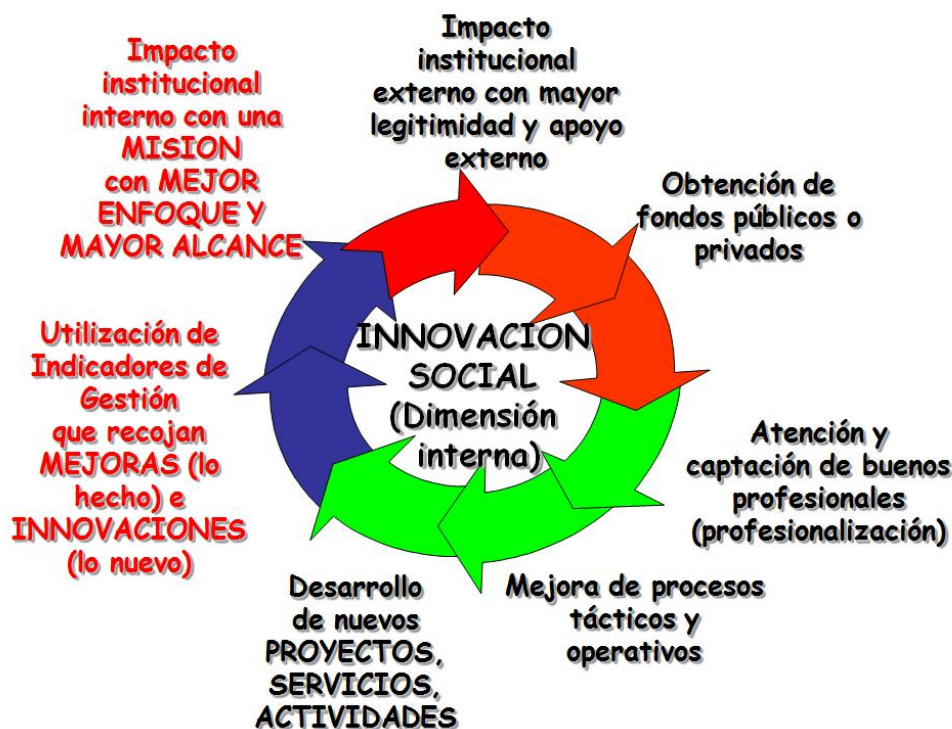 Impacto
institucional
interno con una
MISION
con MEJOR
ENFOQUE Y
MAYOR ALCANCE
Impacto
institucional
externo con mayor
legitimidad y apoyo
externo
Obtención de
fondos públicos o
privados
INNOVACION
SOCIAL
(Dimensión
interna)
Utilización de
Indicadores de
Gestión
que recojan
MEJORAS (lo
hecho) e
INNOVACIONES
(lo nuevo)
Atención y
captación de buenos
profesionales
(profesionalización)
Desarrollo
de nuevos
PROYECTOS,
SERVICIOS,
ACTIVIDADES
Mejora de procesos
tácticos y
operativos